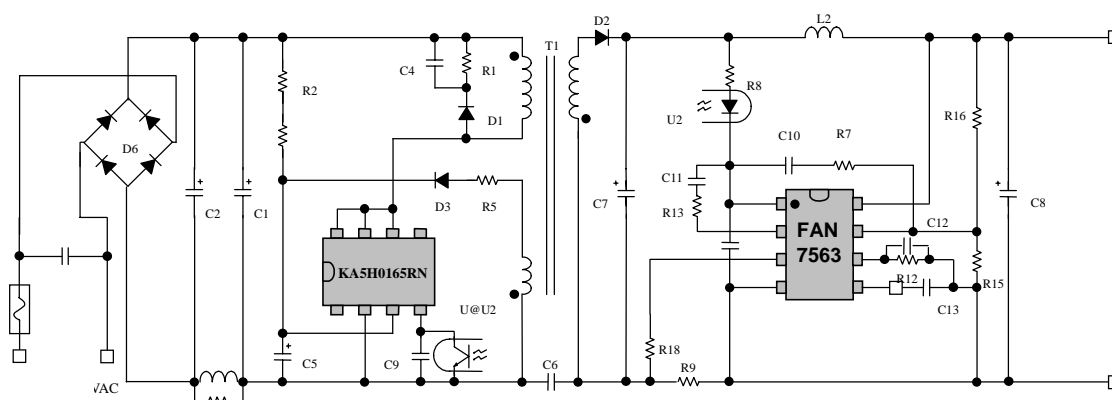 D2
L2
T1
C4
R1
R2
R8
D1
U2
R16
D6
C10
R7
C11
C2
C1
D3
R5
C7
R13
C12
C8
FAN
7563
KA5H0165RN
R12
R15
U@U2
C13
R18
C5
C9
C6
R9
VAC